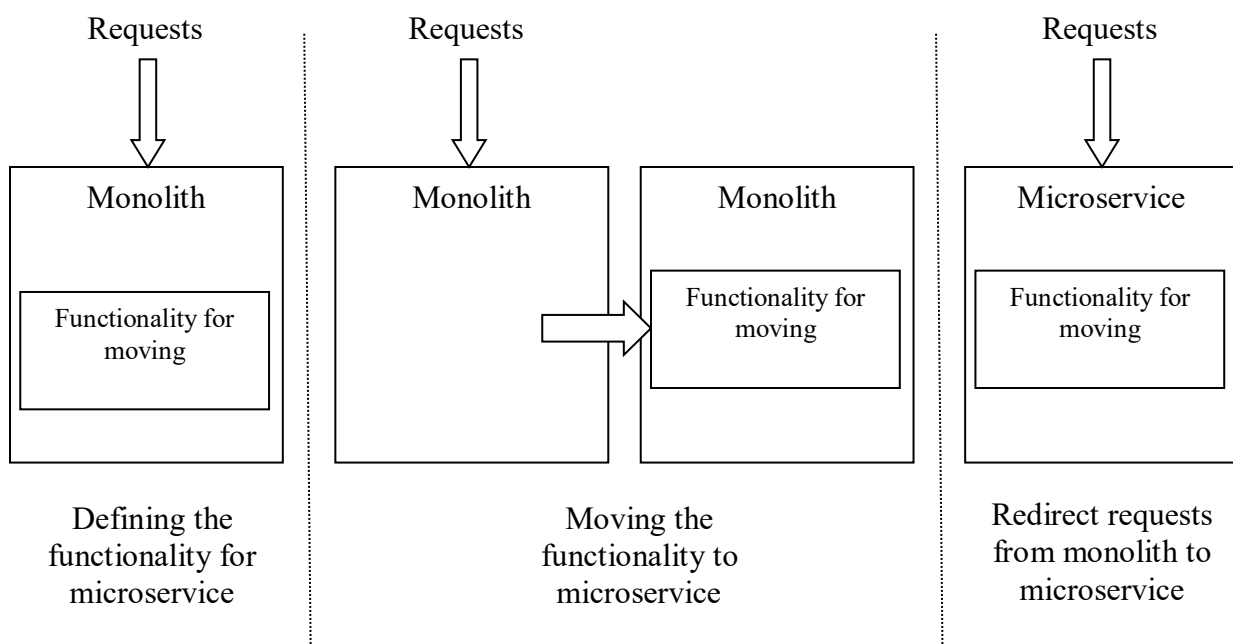 Requests
Monolith
Functionality for
moving
Defining the
functionality for
microservice
Requests
Monolith
Monolith
Functionality for
moving
Moving the
functionality to
microservice
Requests
Microservice
Functionality for
moving
Redirect requests
from monolith to
microservice